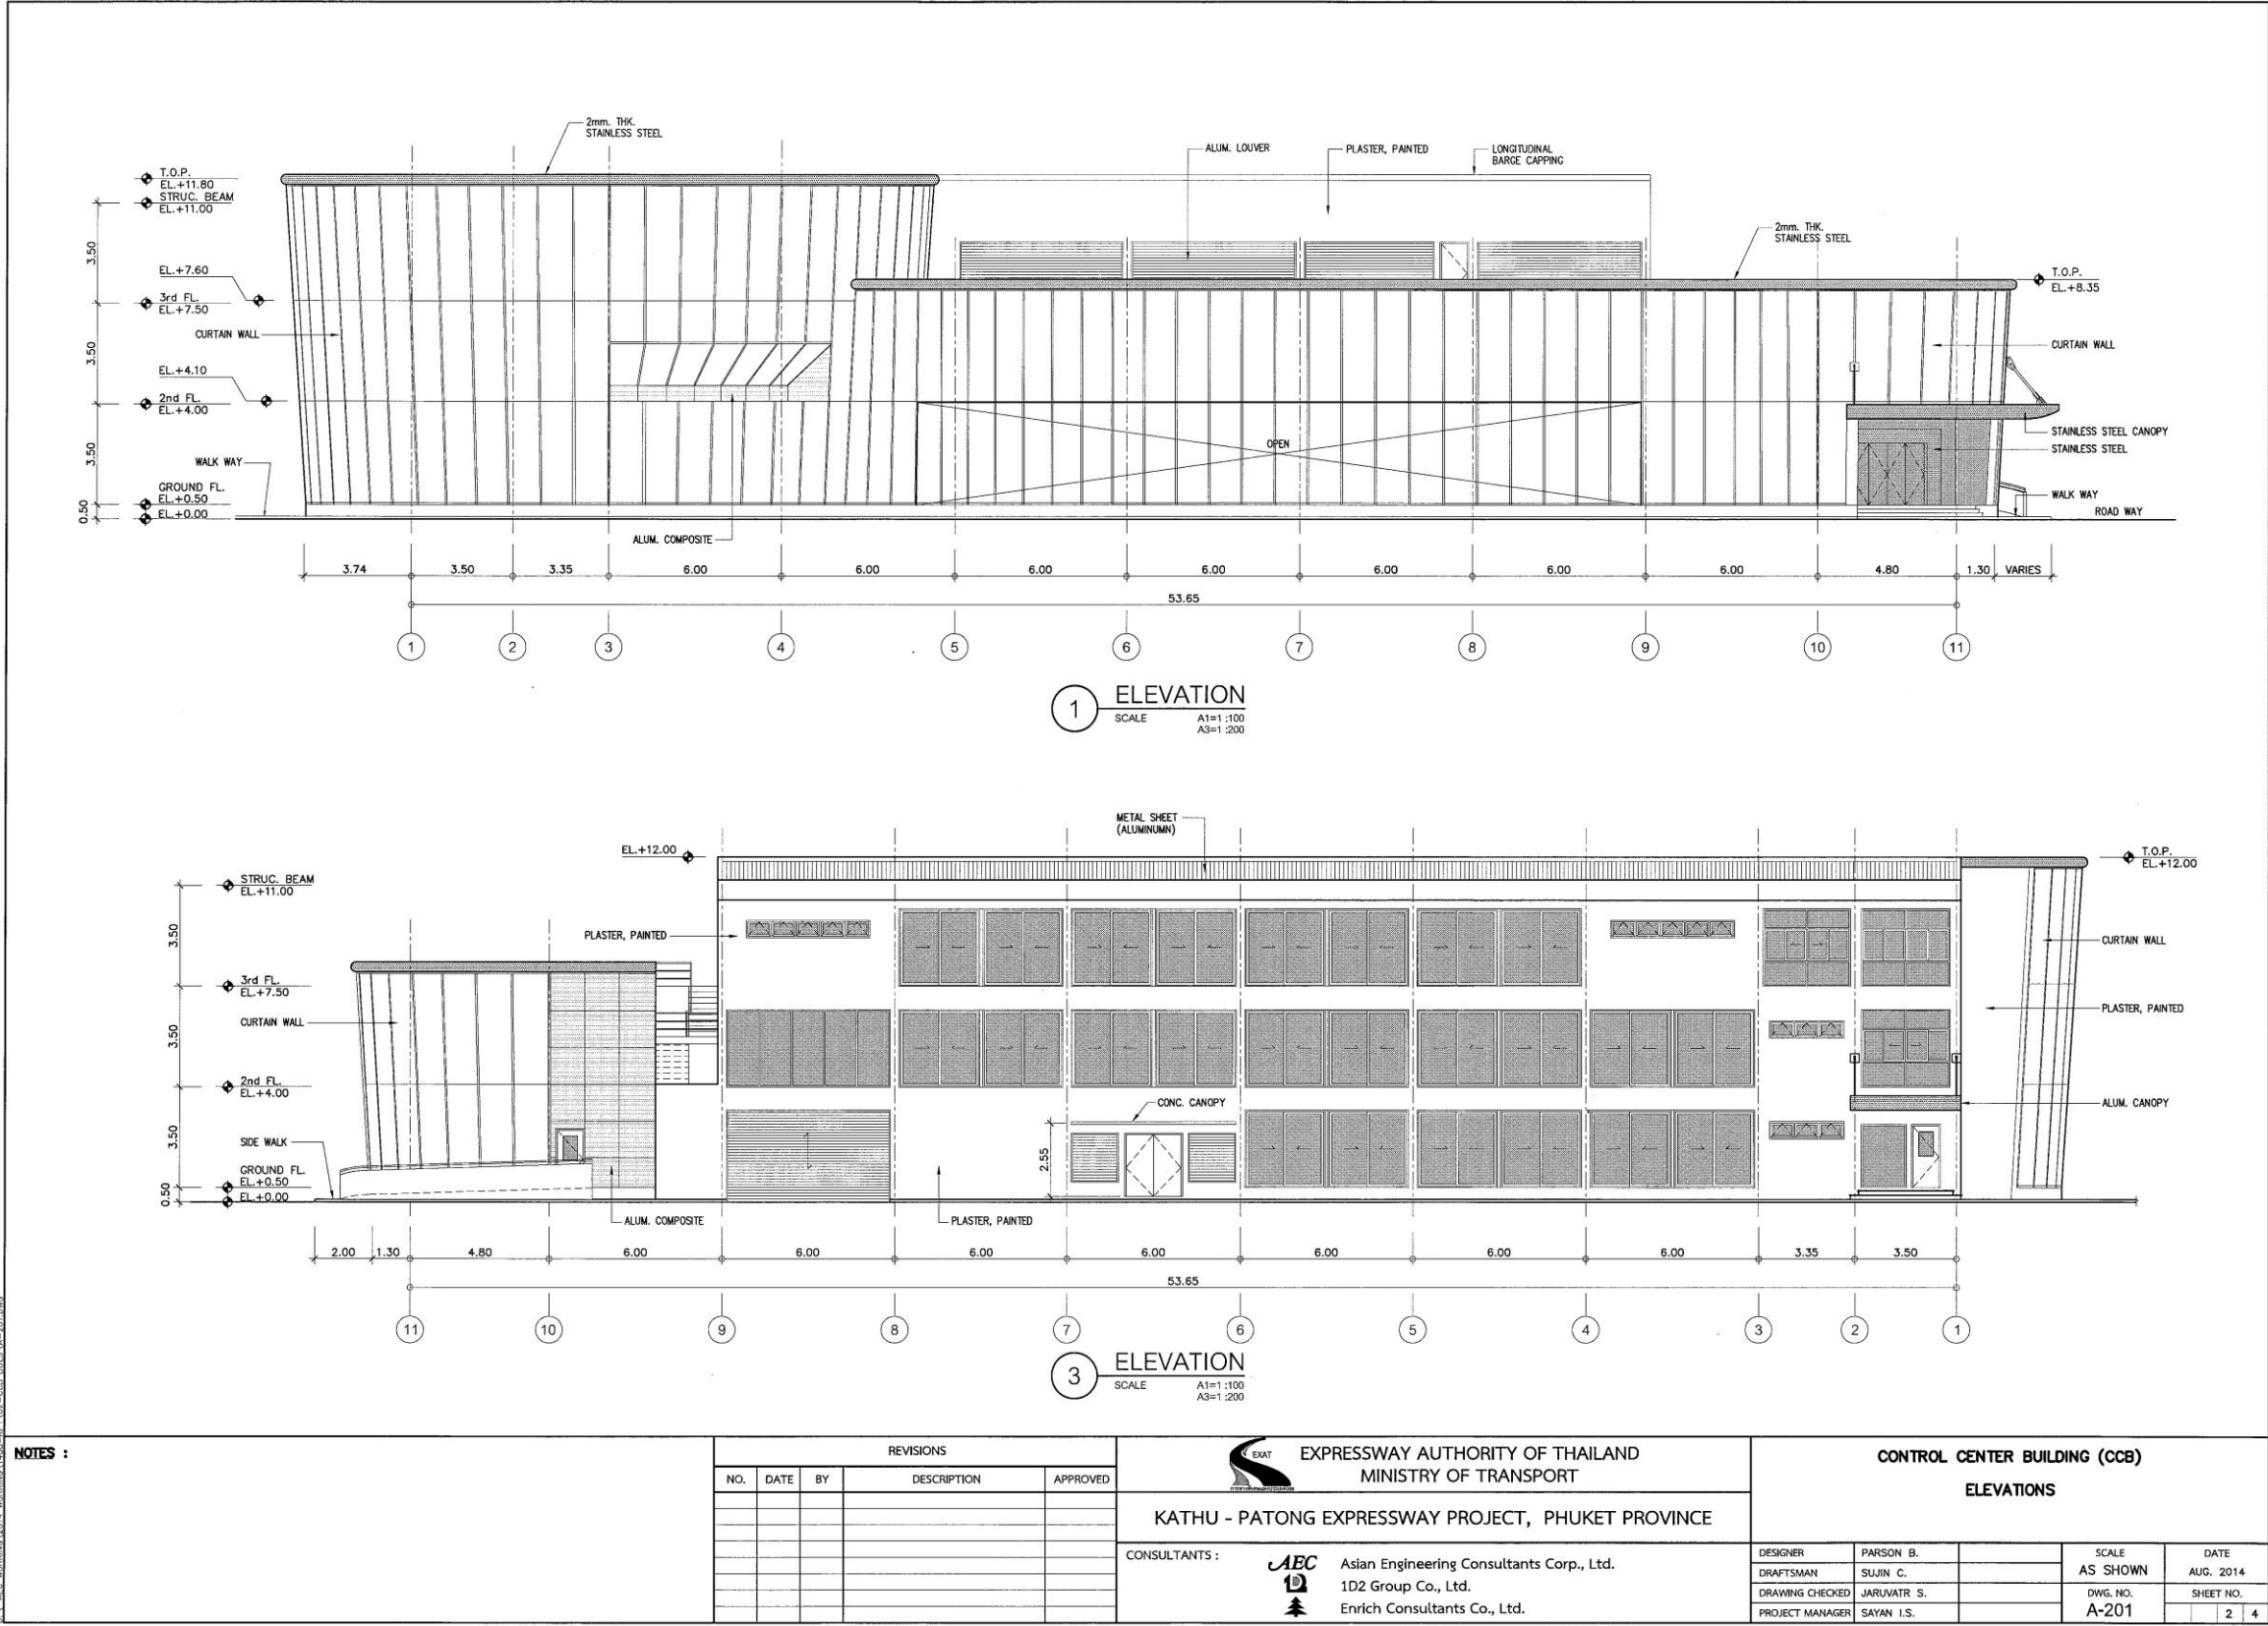 2mm. THK.
STAINLESS STEEL
ALUM. LOUVER
PLASTER, PAINTED
LONGITUDINAL
BARGE CAPPING
T.O.P.
EL.+11.80
STRUC. BEAM
EL.+11.00
2mm. THK.
STAINLESS STEEL
3.50
EL.+7.60
T.O.P.
EL.+8.35
3rd FL.
EL.+7.50
CURTAIN WALL
CURTAIN WALL
3.50
EL.+4.10
2nd FL.
EL.+4.00
STAINLESS STEEL CANOPY
OPEN
STAINLESS STEEL
3.50
WALK WAY
GROUND FL.
EL.+0.50
WALK WAY
0.50
EL.+0.00
ROAD WAY
ALUM. COMPOSITE
3.74 3.50 3.35 6.00 6.00 6.00 6.00 6.00 6.00 6.00 4.80 1.30 VARIES
53.65
1 2 3 4 5 6 7 8 9 10 11
1 ELEVATION
SCALE A1=1 :100
A3=1 :200
METAL SHEET
(ALUMINUMN)
EL.+12.00
T.O.P.
EL.+12.00
STRUC. BEAM
EL.+11.00
3.50
PLASTER, PAINTED
CURTAIN WALL
3rd FL.
EL.+7.50
PLASTER, PAINTED
CURTAIN WALL
3.50
2nd FL.
EL.+4.00
CONC. CANOPY
ALUM. CANOPY
3.50
SIDE WALK
2.55
GROUND FL.
EL.+0.50
0.50
EL.+0.00
ALUM. COMPOSITE
PLASTER, PAINTED
2.00 1.30 4.80 6.00 6.00 6.00 6.00 6.00 6.00 6.00 3.35 3.50
53.65
11 10 9 8 7 6 5 4 3 2 1
3 ELEVATION
SCALE A1=1 :100
A3=1 :200
NOTES :
REVISIONS
NO. DATE BY DESCRIPTION APPROVED
EXAT
EXPRESSWAY AUTHORITY OF THAILAND
MINISTRY OF TRANSPORT
KATHU - PATONG EXPRESSWAY PROJECT, PHUKET PROVINCE
CONSULTANTS :
AEC Asian Engineering Consultants Corp., Ltd.
1D2 1D2 Group Co., Ltd.
Enrich Consultants Co., Ltd.
CONTROL CENTER BUILDING (CCB)
ELEVATIONS
DESIGNER PARSON B.
DRAFTSMAN SUJIN C.
DRAWING CHECKED JARUVATR S.
PROJECT MANAGER SAYAN I.S.
SCALE
AS SHOWN
DATE
AUG. 2014
DWG. NO.
A-201
SHEET NO.
2 4